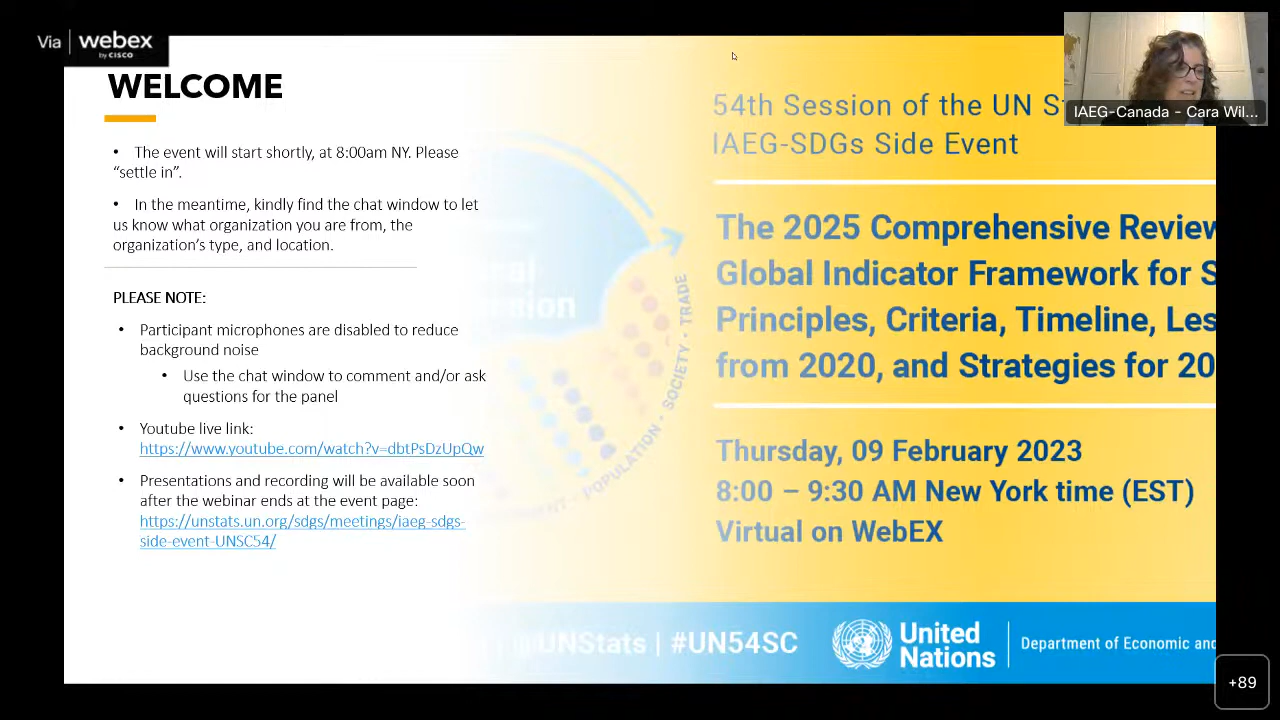 Via webex
by CISCO
WELCOME
• The event will start shortly, at 8:00am NY. Please
“settle in”.
• In the meantime, kindly find the chat window to let
us know what organization you are from, the
organization’s type, and location.
PLEASE NOTE:
• Participant microphones are disabled to reduce
background noise
• Use the chat window to comment and/or ask
questions for the panel
• Youtube live link:
https://www.youtube.com/watch?v=dbtPsDzUpQw
• Presentations and recording will be available soon
after the webinar ends at the event page:
https://unstats.un.org/sdgs/meetings/iaeg-sdgs-
side-event-UNSC54/
POPULATION • SOCIETY • TRADE
54th Session of the UN
IAEG-SDGs Side Event
The 2025 Comprehensive Review
Global Indicator Framework for S
Principles, Criteria, Timeline, Les
from 2020, and Strategies for 20
Thursday, 09 February 2023
8:00 – 9:30 AM New York time (EST)
Virtual on WebEX
UNStats | #UN54SC
United
Nations
Department of Economic and
IAEG-Canada - Cara Wil...
+89